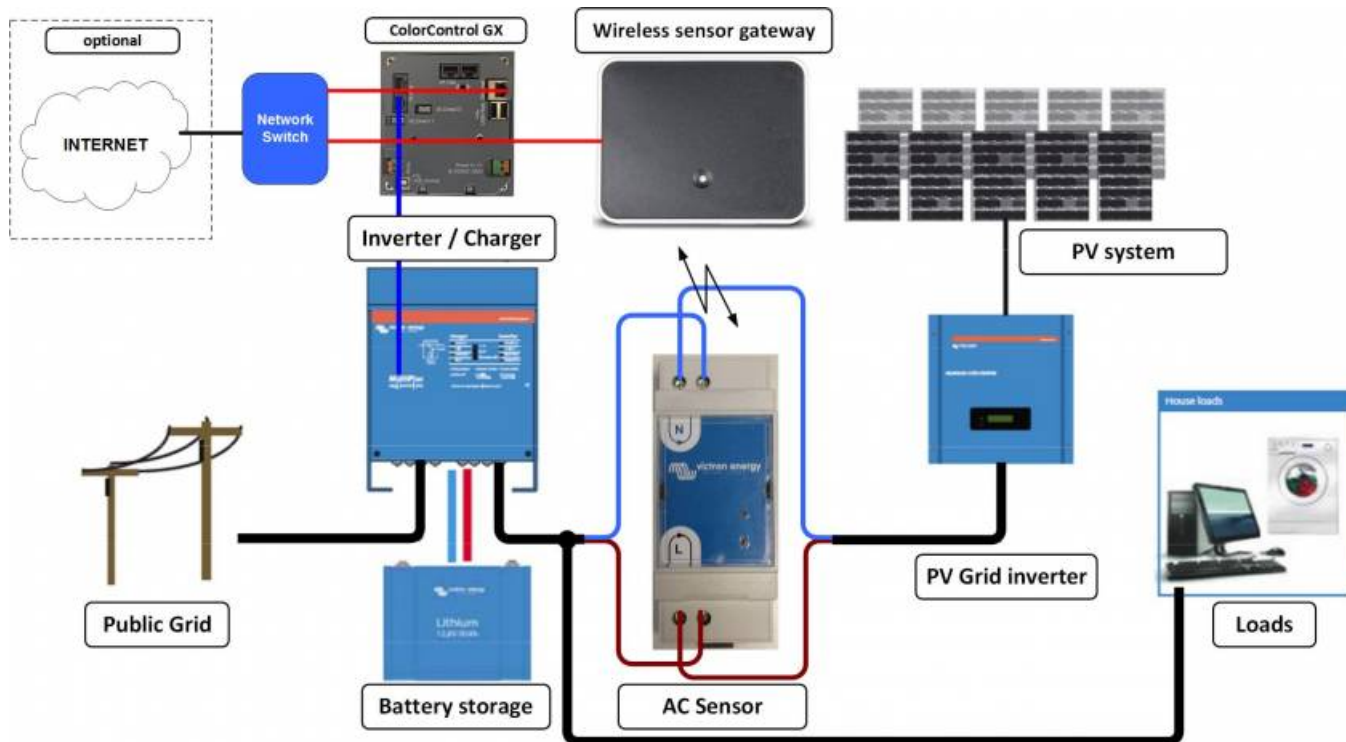 optional
INTERNET
Network
Switch
ColorControl GX
Wireless sensor gateway
Inverter / Charger
PV system
N
victron energy
L
House loads
Public Grid
Lithium
Battery storage
AC Sensor
PV Grid inverter
Loads